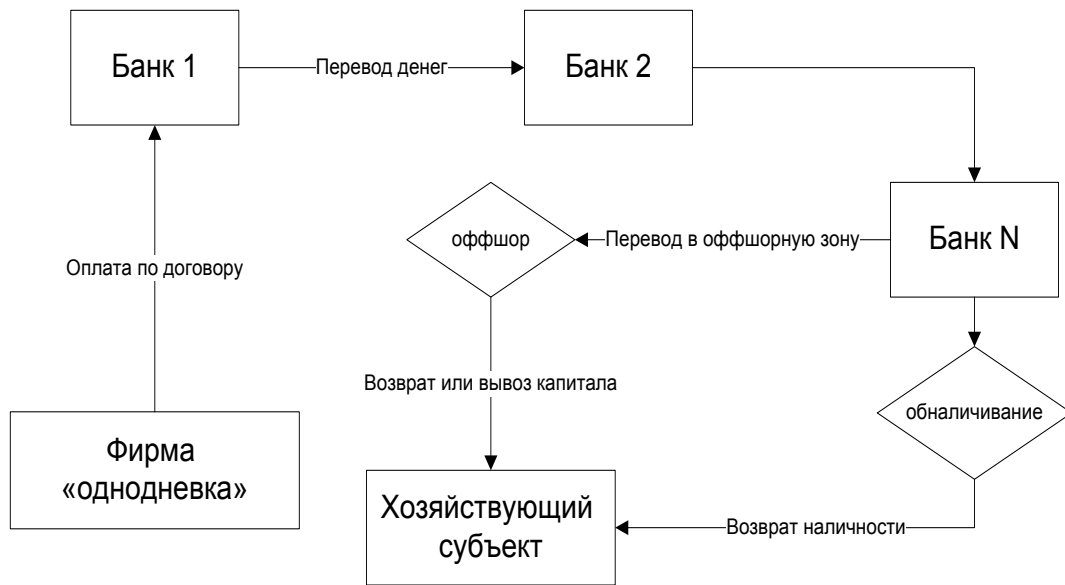 Банк 1
Перевод денег
Банк 2
оффшор
Перевод в оффшорную зону
Банк N
Оплата по договору
Возврат или вывоз капитала
обналичивание
Фирма
«однодневка»
Хозяйствующий
субъект
Возврат наличности